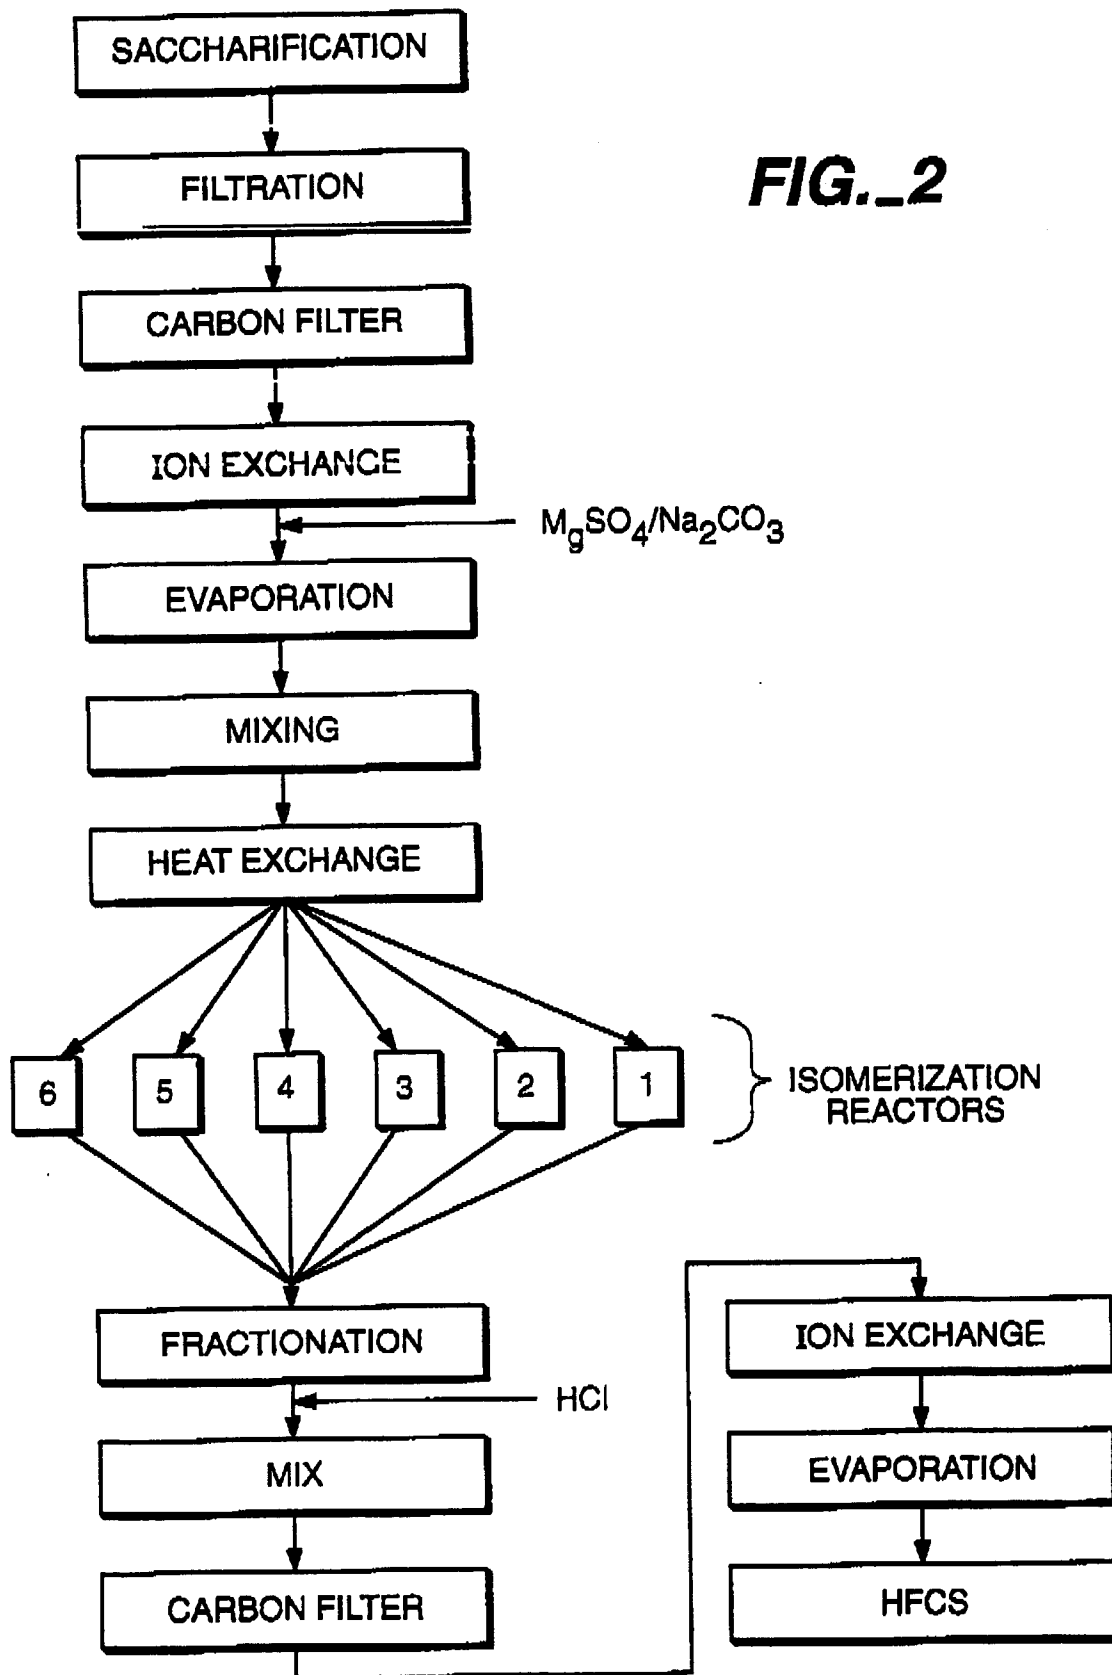 SACCHARIFICATION
FIG._2
FILTRATION
CARBON FILTER
ION EXCHANGE
MgSO4/Na2CO3
EVAPORATION
MIXING
HEAT EXCHANGE
6 5 4 3 2 1
ISOMERIZATION
REACTORS
FRACTIONATION
HCl
MIX
CARBON FILTER
ION EXCHANGE
EVAPORATION
HFCS